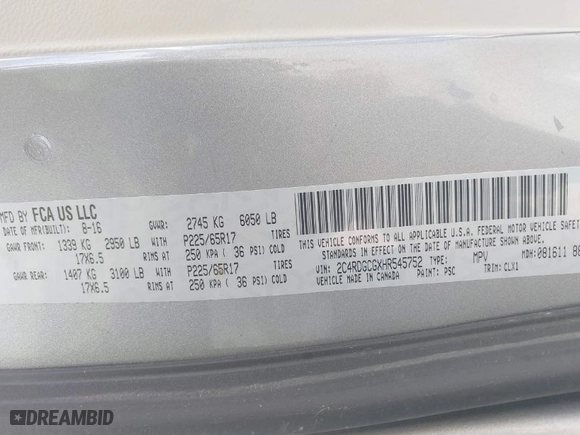 MFD BY FCA US LLC
DATE OF MFR(BUILT): 8-16 GVWR: 2745 KG 6050 LB
GAWR FRONT: 1339 KG 2950 LB WITH P225/65R17 TIRES
17X6.5 RIMS AT 250 KPA ( 36 PSI) COLD
GAWR REAR: 1407 KG 3100 LB WITH P225/65R17 TIRES
17X6.5 RIMS AT 250 KPA ( 36 PSI) COLD
THIS VEHICLE CONFORMS TO ALL APPLICABLE U.S.A. FEDERAL MOTOR VEHICLE SAFETY
STANDARDS IN EFFECT ON THE DATE OF MANUFACTURE SHOWN ABOVE.
VIN: 2C4RDGCGXHR545752 TYPE: MPV MDH:081611
VEHICLE MADE IN CANADA PAINT: PSC TRIM: CLX1
DREAMBID